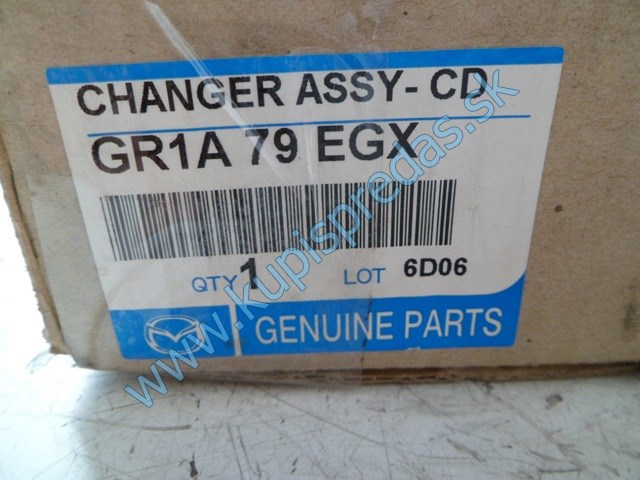 CHANGER ASSY- CD
GR1A 79 EGX
QTY 1 LOT 6D06
GENUINE PARTS
www.kupispredas.sk